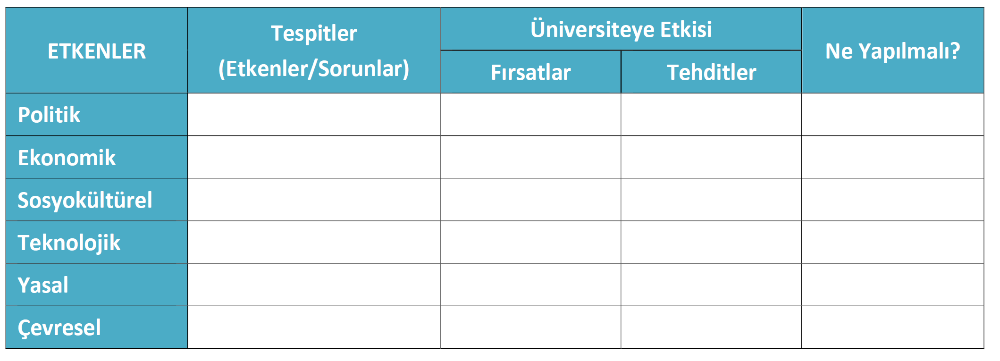 ETKENLER
Tespitler
(Etkenler/Sorunlar)
Üniversiteye Etkisi
Fırsatlar
Tehditler
Ne Yapılmalı?
Politik
Ekonomik
Sosyokültürel
Teknolojik
Yasal
Çevresel